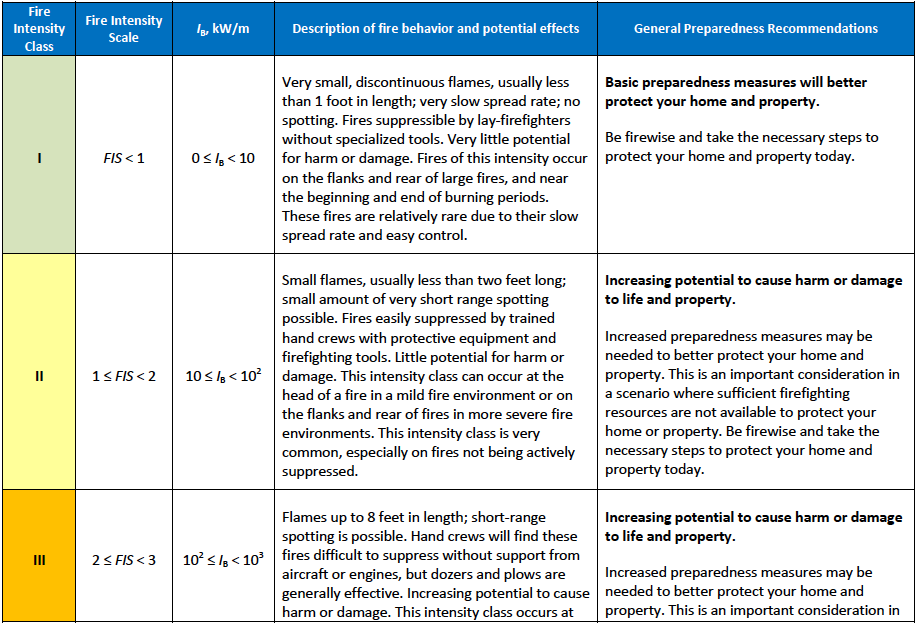 Fire Intensity Class
Fire Intensity Scale
I_B, kW/m
Description of fire behavior and potential effects
General Preparedness Recommendations
I
FIS < 1
0 ≤ I_B < 10
Very small, discontinuous flames, usually less
than 1 foot in length; very slow spread rate; no
spotting. Fires suppressible by lay-firefighters
without specialized tools. Very little potential
for harm or damage. Fires of this intensity occur
on the flanks and rear of large fires, and near
the beginning and end of burning periods.
These fires are relatively rare due to their slow
spread rate and easy control.
Basic preparedness measures will better
protect your home and property.
Be firewise and take the necessary steps to
protect your home and property today.
II
1 ≤ FIS < 2
10 ≤ I_B < 10²
Small flames, usually less than two feet long;
small amount of very short range spotting
possible. Fires easily suppressed by trained
hand crews with protective equipment and
firefighting tools. Little potential for harm or
damage. This intensity class can occur at the
head of a fire in a mild fire environment or on
the flanks and rear of fires in more severe fire
environments. This intensity class is very
common, especially on fires not being actively
suppressed.
Increasing potential to cause harm or damage
to life and property.
Increased preparedness measures may be
needed to better protect your home and
property. This is an important consideration in
a scenario where sufficient firefighting
resources are not available to protect your
home or property. Be firewise and take the
necessary steps to protect your home and
property today.
III
2 ≤ FIS < 3
10² ≤ I_B < 10³
Flames up to 8 feet in length; short-range
spotting is possible. Hand crews will find these
fires difficult to suppress without support from
aircraft or engines, but dozers and plows are
generally effective. Increasing potential to cause
harm or damage. This intensity class occurs at
Increasing potential to cause harm or damage
to life and property.
Increased preparedness measures may be
needed to better protect your home and
property. This is an important consideration in